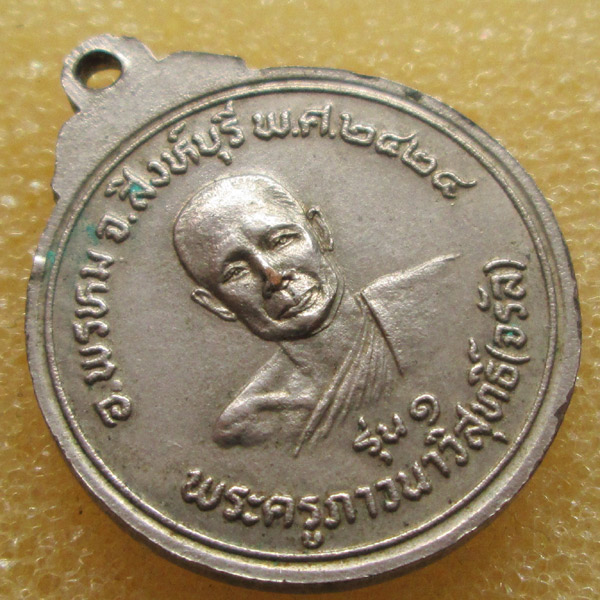 อ.พรหม จ.สิงห์บุรี พ.ศ.๒๔๒๔
รุ่น ๑
พระครูภาวนาวิสุทธิ์(จรัล)